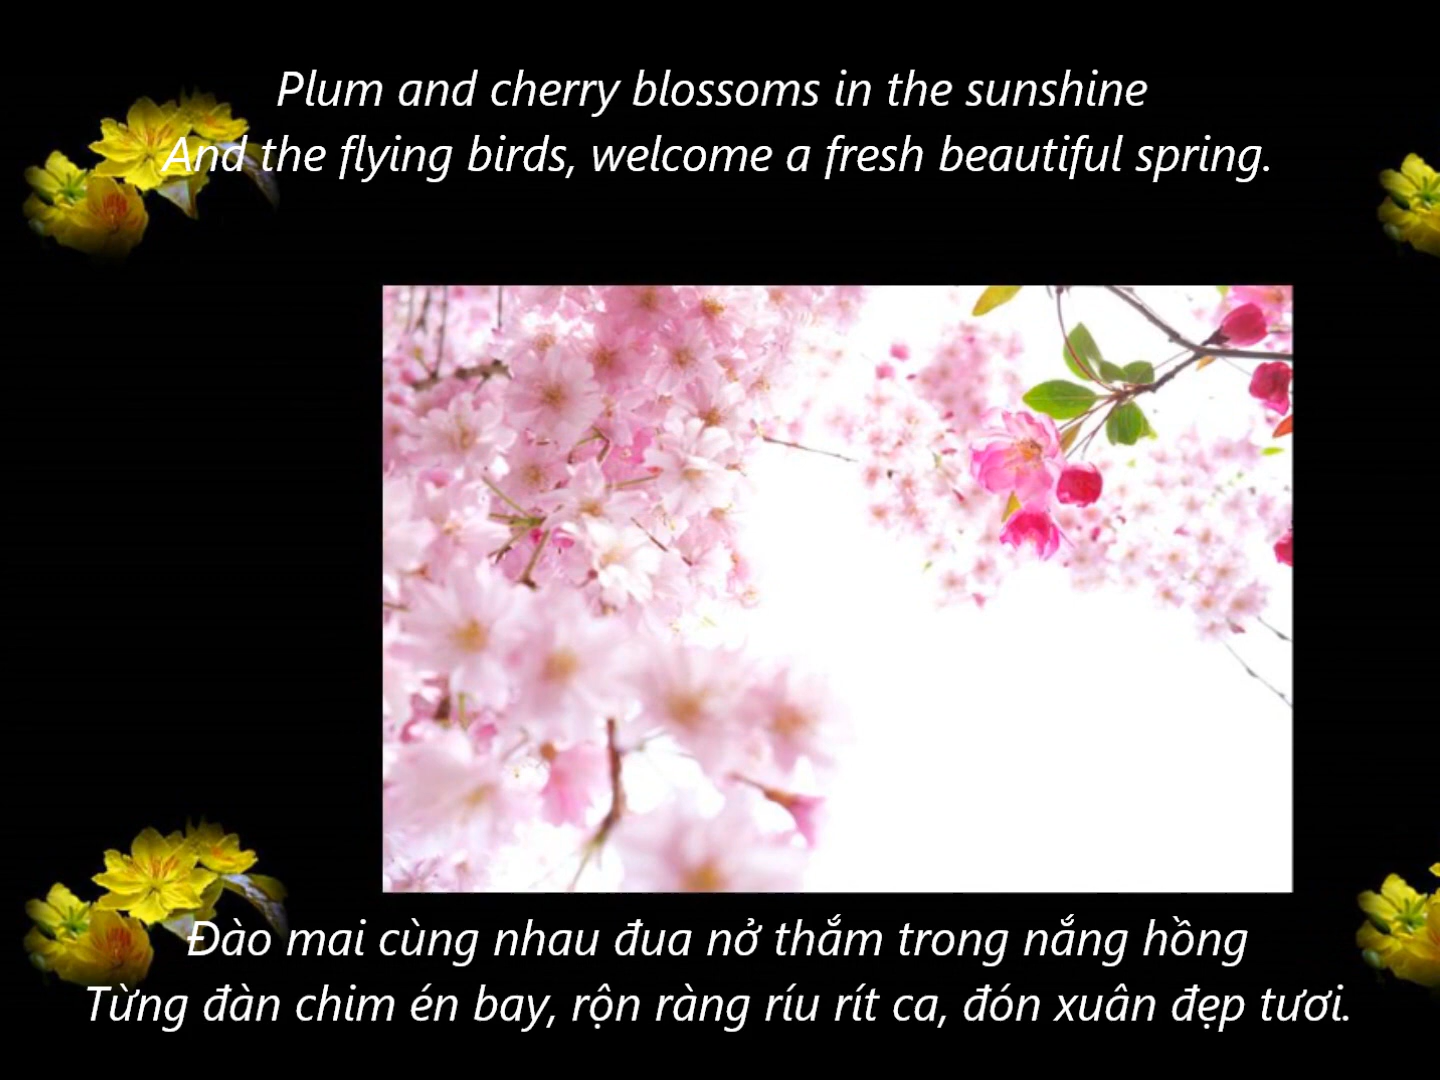 Plum and cherry blossoms in the sunshine
And the flying birds, welcome a fresh beautiful spring.
Đào mai cùng nhau đua nở thắm trong nắng hồng
Từng đàn chim én bay, rộn ràng ríu rít ca, đón xuân đẹp tươi.